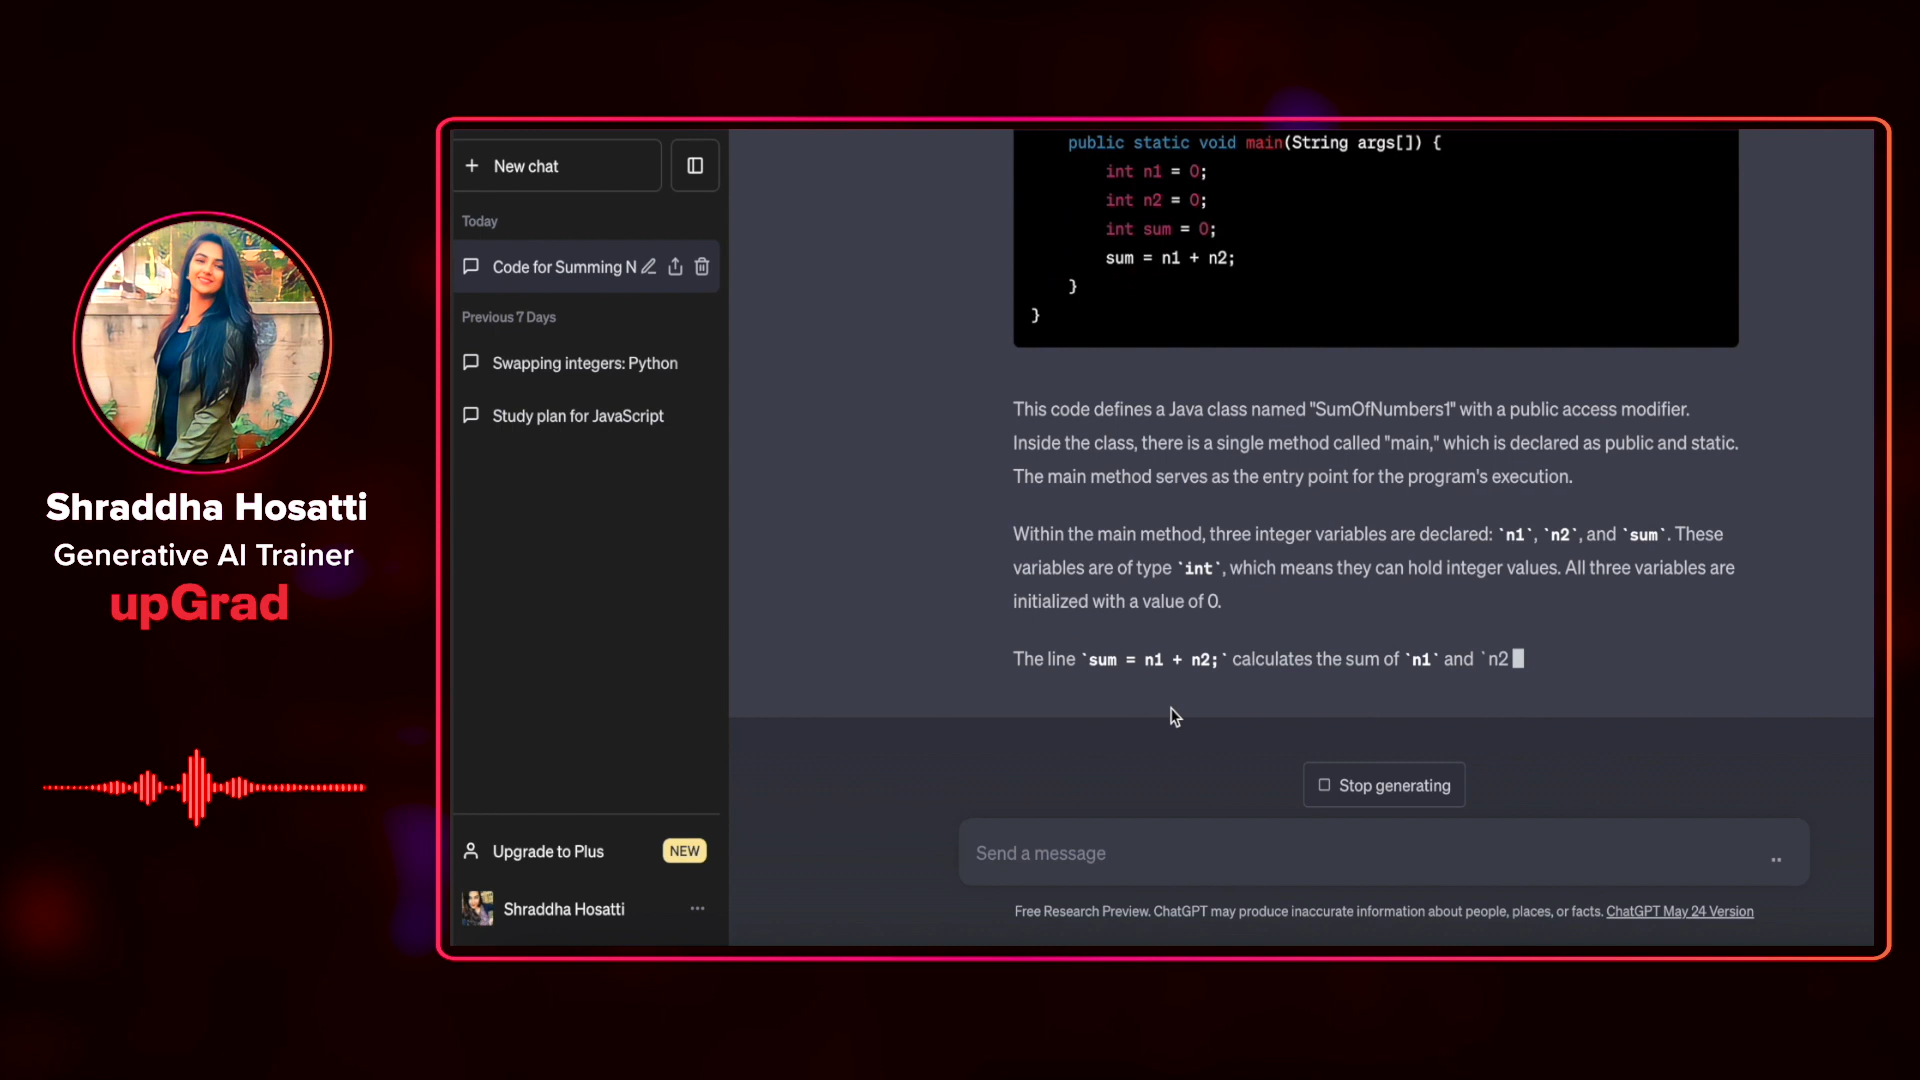 Shraddha Hosatti
Generative AI Trainer
upGrad
+ New chat
Today
Code for Summing N
Previous 7 Days
Swapping integers: Python
Study plan for JavaScript
Upgrade to Plus NEW
Shraddha Hosatti ...
public static void main(String args[]) {
int n1 = 0;
int n2 = 0;
int sum = 0;
sum = n1 + n2;
}
}
This code defines a Java class named "SumOfNumbers1" with a public access modifier.
Inside the class, there is a single method called "main," which is declared as public and static.
The main method serves as the entry point for the program's execution.
Within the main method, three integer variables are declared: `n1`, `n2`, and `sum`. These
variables are of type `int`, which means they can hold integer values. All three variables are
initialized with a value of 0.
The line `sum = n1 + n2;` calculates the sum of `n1` and `n2
Stop generating
Send a message
Free Research Preview. ChatGPT may produce inaccurate information about people, places, or facts. ChatGPT May 24 Version